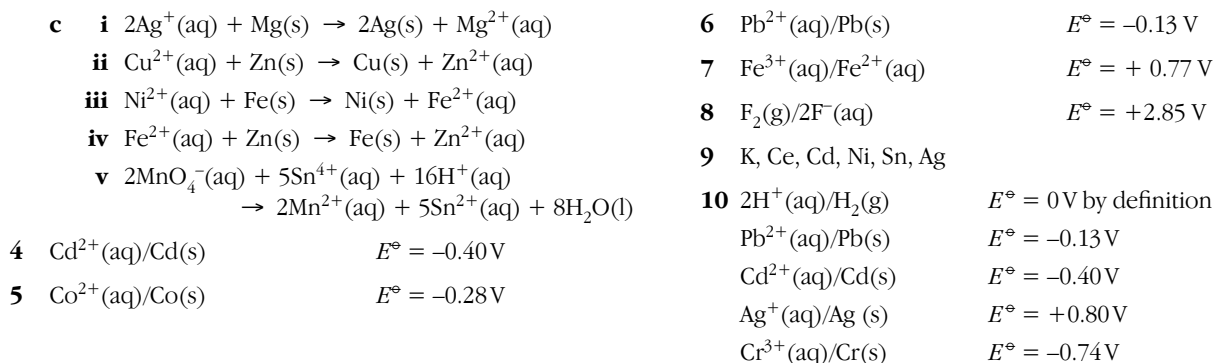 c i 2Ag⁺(aq) + Mg(s) → 2Ag(s) + Mg²⁺(aq)
ii Cu²⁺(aq) + Zn(s) → Cu(s) + Zn²⁺(aq)
iii Ni²⁺(aq) + Fe(s) → Ni(s) + Fe²⁺(aq)
iv Fe²⁺(aq) + Zn(s) → Fe(s) + Zn²⁺(aq)
v 2MnO₄⁻(aq) + 5Sn⁴⁺(aq) + 16H⁺(aq)
→ 2Mn²⁺(aq) + 5Sn²⁺(aq) + 8H₂O(l)
4 Cd²⁺(aq)/Cd(s) E⦵ = –0.40 V
5 Co²⁺(aq)/Co(s) E⦵ = –0.28 V
6 Pb²⁺(aq)/Pb(s) E⦵ = –0.13 V
7 Fe³⁺(aq)/Fe²⁺(aq) E⦵ = + 0.77 V
8 F₂(g)/2F⁻(aq) E⦵ = +2.85 V
9 K, Ce, Cd, Ni, Sn, Ag
10 2H⁺(aq)/H₂(g) E⦵ = 0 V by definition
Pb²⁺(aq)/Pb(s) E⦵ = –0.13 V
Cd²⁺(aq)/Cd(s) E⦵ = –0.40 V
Ag⁺(aq)/Ag (s) E⦵ = +0.80 V
Cr³⁺(aq)/Cr(s) E⦵ = –0.74 V